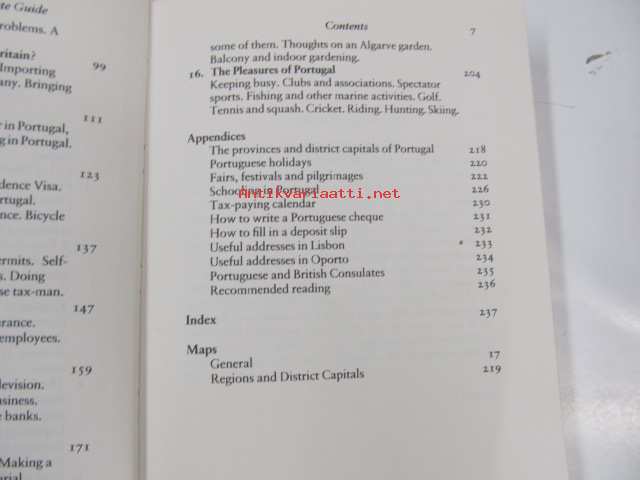 te Guide
roblems. A
ritain?
Importing 99
any. Bringing
111
r in Portugal,
g in Portugal.
123
dence Visa.
rtugal.
nce. Bicycle
137
ermits. Self-
s. Doing
se tax-man.
147
urance.
employees.
159
levision.
usiness.
e banks.
171
Making a
Contents 7
some of them. Thoughts on an Algarve garden.
Balcony and indoor gardening.
16. The Pleasures of Portugal 204
Keeping busy. Clubs and associations. Spectator
sports. Fishing and other marine activities. Golf.
Tennis and squash. Cricket. Riding. Hunting. Skiing.
Appendices
The provinces and district capitals of Portugal 218
Portuguese holidays 220
Fairs, festivals and pilgrimages 222
Schooling in Portugal 226
Antikvariaatti.net
Tax-paying calendar 230
How to write a Portuguese cheque 231
How to fill in a deposit slip 232
Useful addresses in Lisbon 233
Useful addresses in Oporto 234
Portuguese and British Consulates 235
Recommended reading 236
Index 237
Maps
General 17
Regions and District Capitals 219